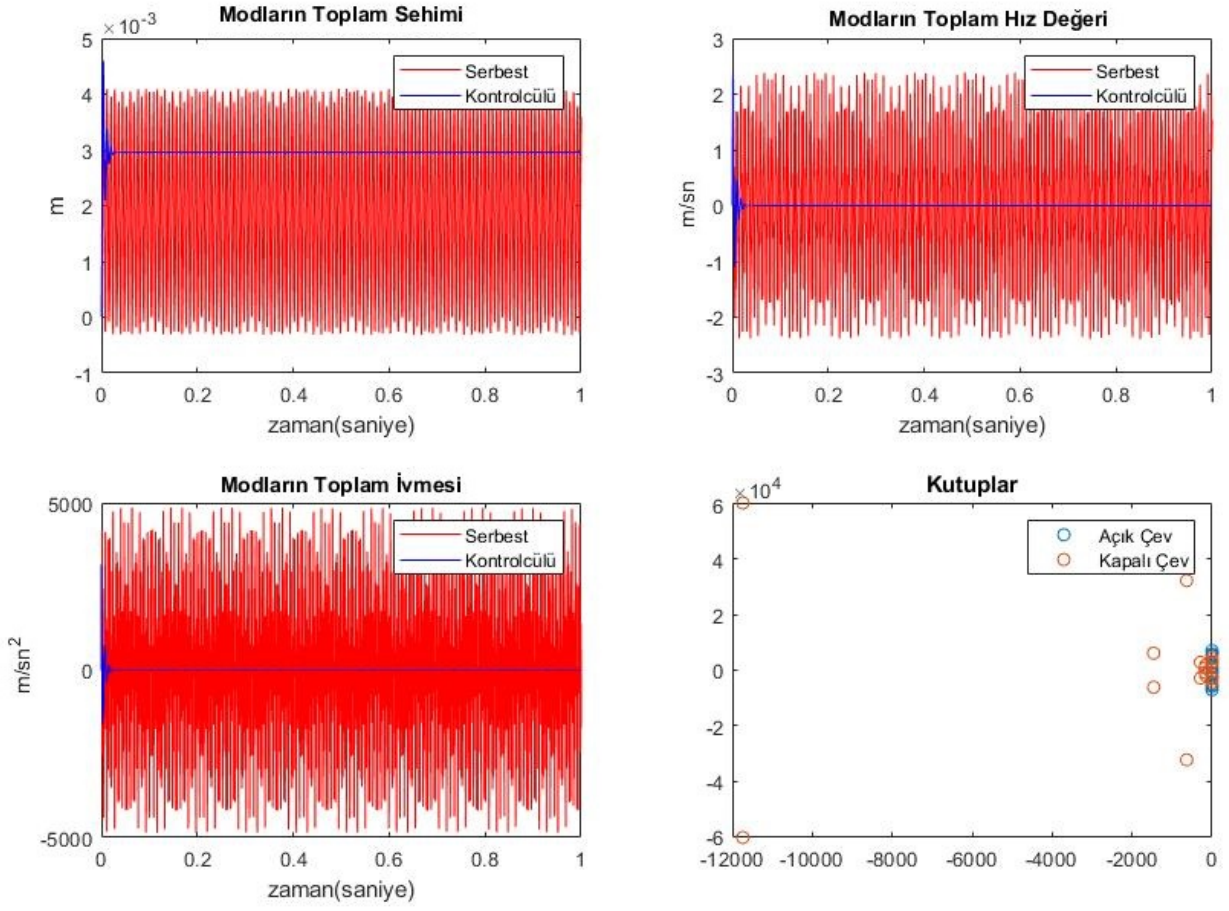 Modların Toplam Sehimi
×10⁻³
5
4
3
2
1
0
-1
m
Serbest
Kontrolcülü
0 0.2 0.4 0.6 0.8 1
zaman(saniye)
Modların Toplam Hız Değeri
3
2
1
0
-1
-2
-3
m/sn
Serbest
Kontrolcülü
0 0.2 0.4 0.6 0.8 1
zaman(saniye)
Modların Toplam İvmesi
5000
0
-5000
m/sn²
Serbest
Kontrolcülü
0 0.2 0.4 0.6 0.8 1
zaman(saniye)
Kutuplar
×10⁴
6
4
2
0
-2
-4
-6
Açık Çev
Kapalı Çev
-12000 -10000 -8000 -6000 -4000 -2000 0